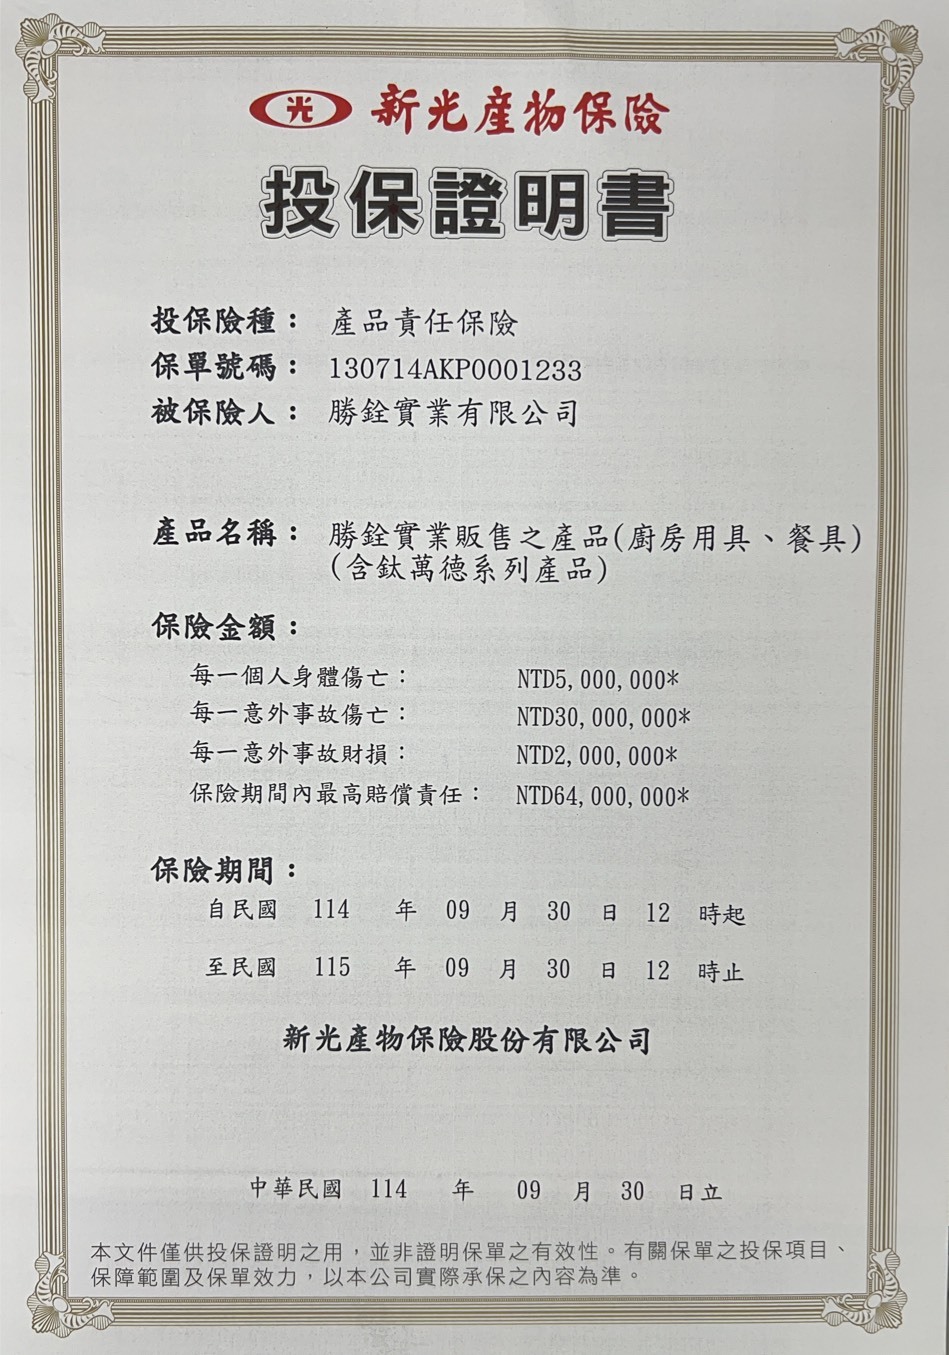 光 新光產物保險
投保證明書
投保險種： 產品責任保險
保單號碼： 130714AKP0001233
被保險人： 勝銓實業有限公司
產品名稱： 勝銓實業販售之產品(廚房用具、餐具)
(含鈦萬德系列產品)
保險金額：
每一個人身體傷亡： NTD5,000,000*
每一意外事故傷亡： NTD30,000,000*
每一意外事故財損： NTD2,000,000*
保險期間內最高賠償責任： NTD64,000,000*
保險期間：
自民國 114 年 09 月 30 日 12 時起
至民國 115 年 09 月 30 日 12 時止
新光產物保險股份有限公司
中華民國 114 年 09 月 30 日立
本文件僅供投保證明之用，並非證明保單之有效性。有關保單之投保項目、
保障範圍及保單效力，以本公司實際承保之內容為準。